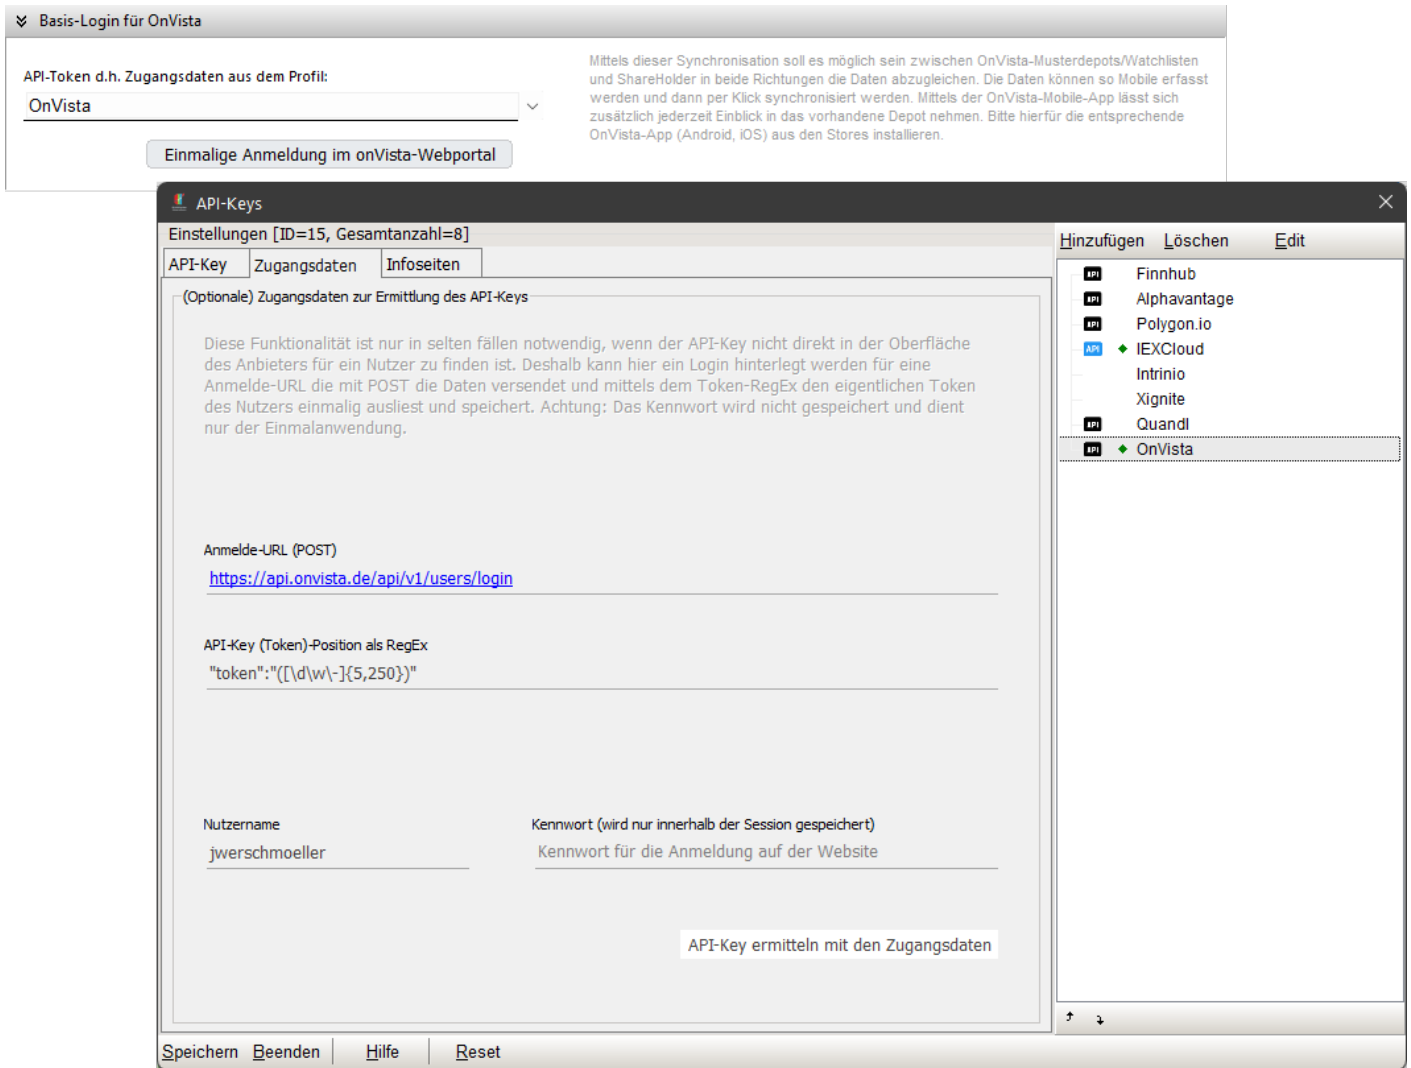 Basis-Login für OnVista
API-Token d.h. Zugangsdaten aus dem Profil:
OnVista
Einmalige Anmeldung im onVista-Webportal
Mittels dieser Synchronisation soll es möglich sein zwischen OnVista-Musterdepots/Watchlisten
und ShareHolder in beide Richtungen die Daten abzugleichen. Die Daten können so Mobile erfasst
werden und dann per Klick synchronisiert werden. Mittels der OnVista-Mobile-App lässt sich
zusätzlich jederzeit Einblick in das vorhandene Depot nehmen. Bitte hierfür die entsprechende
OnVista-App (Android, iOS) aus den Stores installieren.
API-Keys
Einstellungen [ID=15, Gesamtanzahl=8]
API-Key Zugangsdaten Infoseiten
(Optionale) Zugangsdaten zur Ermittlung des API-Keys
Diese Funktionalität ist nur in selten fällen notwendig, wenn der API-Key nicht direkt in der Oberfläche
des Anbieters für ein Nutzer zu finden ist. Deshalb kann hier ein Login hinterlegt werden für eine
Anmelde-URL die mit POST die Daten versendet und mittels dem Token-RegEx den eigentlichen Token
des Nutzers einmalig ausliest und speichert. Achtung: Das Kennwort wird nicht gespeichert und dient
nur der Einmalanwendung.
Anmelde-URL (POST)
https://api.onvista.de/api/v1/users/login
API-Key (Token)-Position als RegEx
"token":"([\d\w\-]{5,250})"
Nutzername
jwerschmoeller
Kennwort (wird nur innerhalb der Session gespeichert)
Kennwort für die Anmeldung auf der Website
API-Key ermitteln mit den Zugangsdaten
Hinzufügen Löschen Edit
API Finnhub
API Alphavantage
API Polygon.io
API IEXCloud
Intrinio
Xignite
API Quandl
API OnVista
Speichern Beenden Hilfe Reset